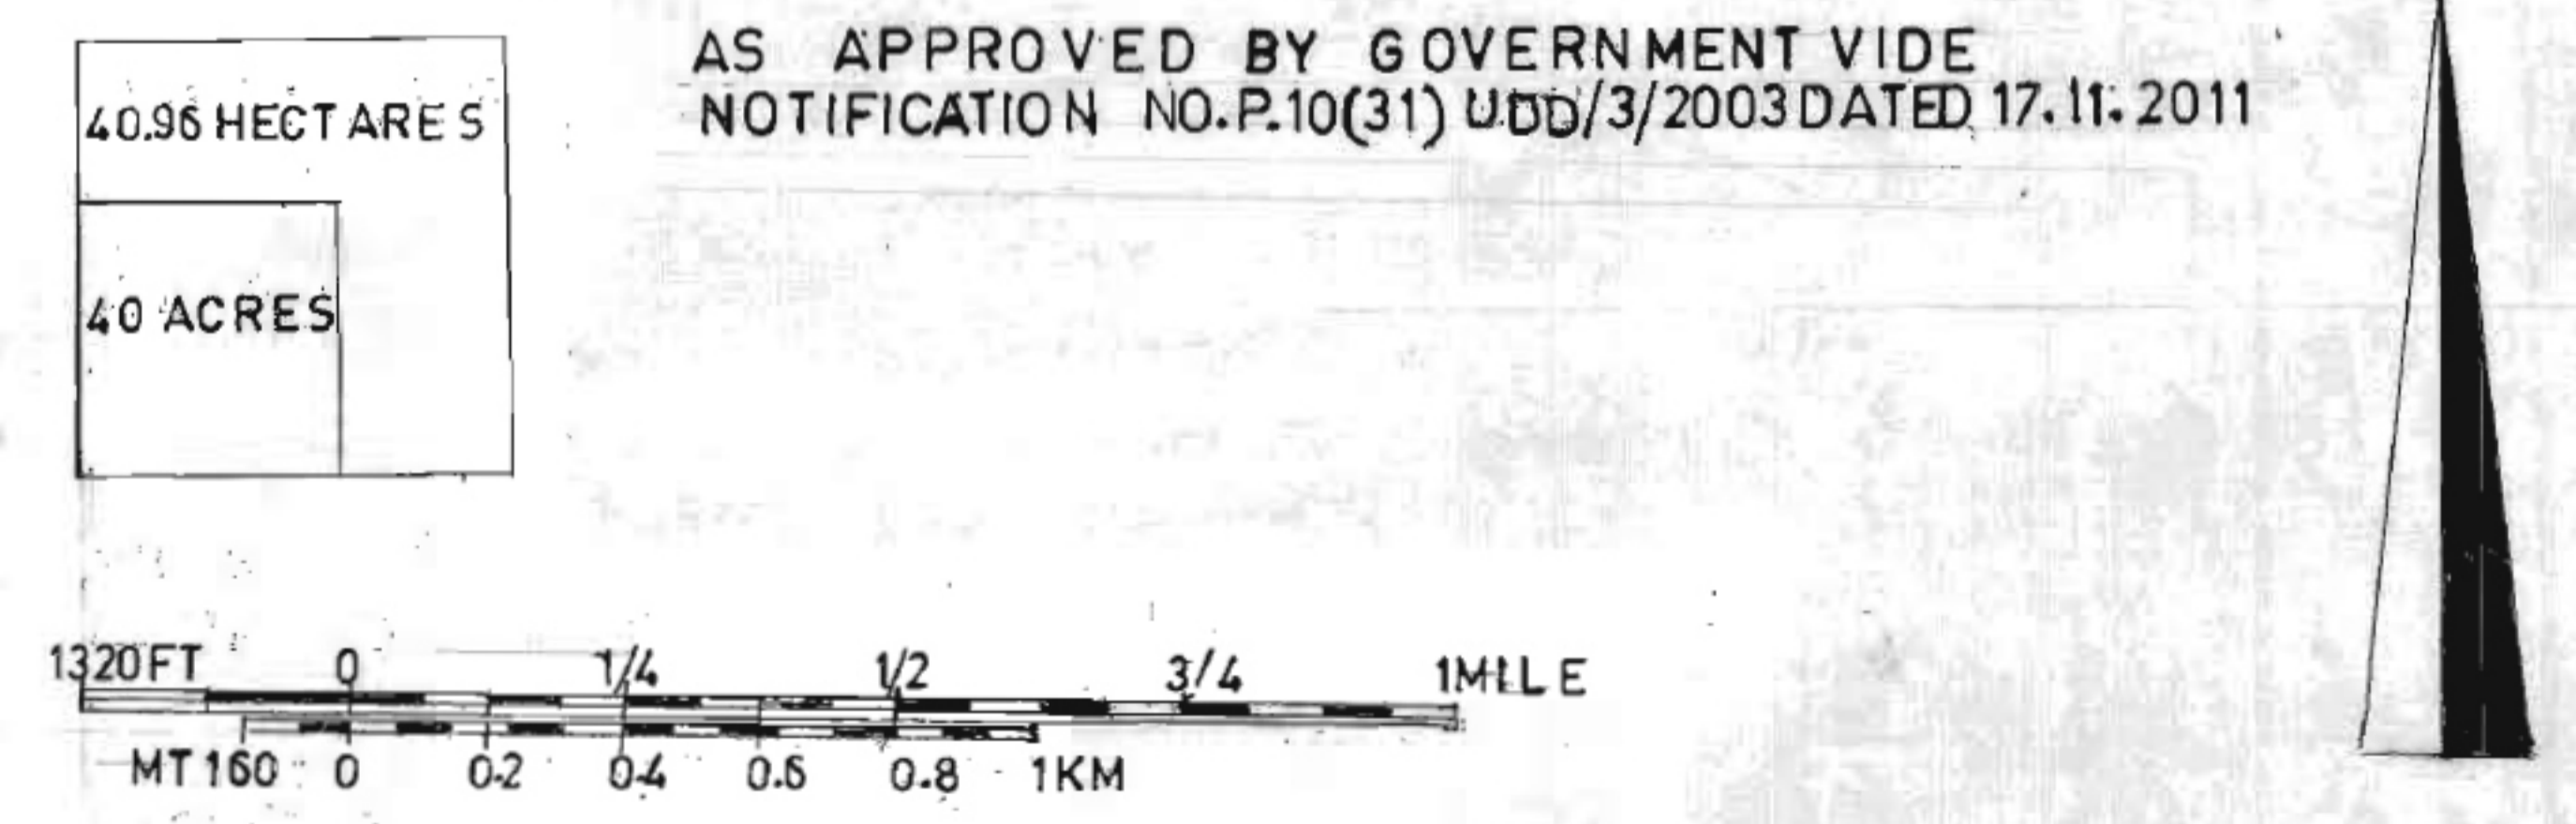 AS APPROVED BY GOVERNMENT VIDE
NOTIFICATION NO.P.10(31) UDD/3/2003 DATED 17.11.2011
40.96 HECTARES
40 ACRES
1320FT 0 1/4 1/2 3/4 1MILE
MT 160 0 0.2 0.4 0.6 0.8 1KM